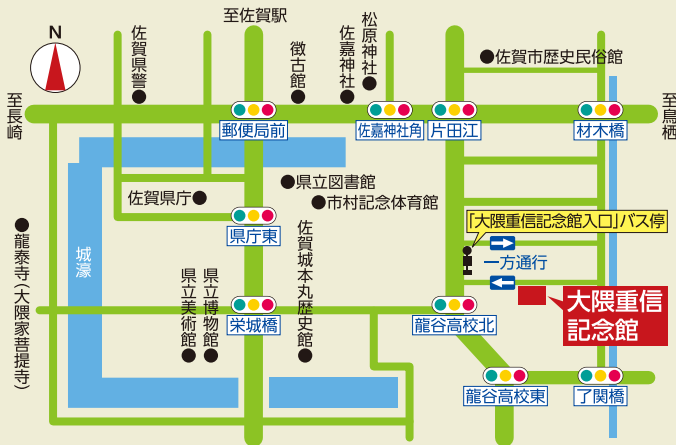 至佐賀駅
N
佐賀県警
徴古館
佐嘉神社
松原神社
佐賀市歴史民俗館
至長崎
至鳥栖
郵便局前
佐嘉神社角
片田江
材木橋
県立図書館
佐賀県庁
市村記念体育館
「大隈重信記念館入口」バス停
県庁東
一方通行
城濠
龍泰寺(大隈家菩提寺)
県立美術館
県立博物館
佐賀城本丸歴史館
大隈重信
記念館
栄城橋
龍谷高校北
龍谷高校東
了関橋